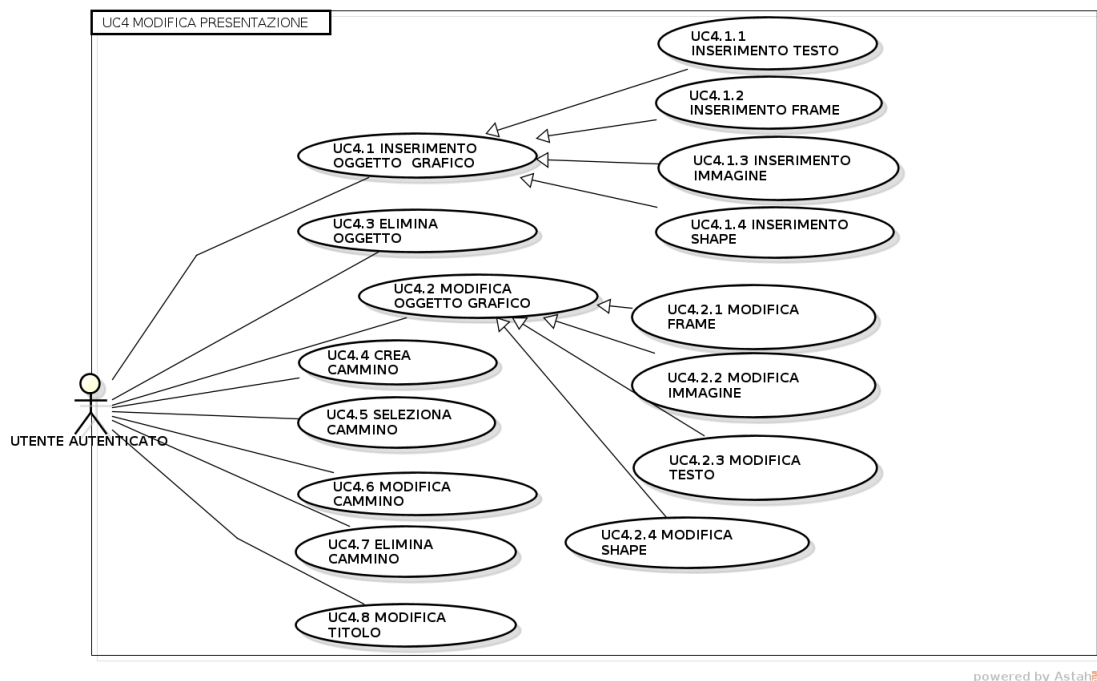 UC4 MODIFICA PRESENTAZIONE
UC4.1.1
INSERIMENTO TESTO
UC4.1.2
INSERIMENTO FRAME
UC4.1 INSERIMENTO
OGGETTO GRAFICO
UC4.1.3 INSERIMENTO
IMMAGINE
UC4.3 ELIMINA
OGGETTO
UC4.1.4 INSERIMENTO
SHAPE
UC4.2 MODIFICA
OGGETTO GRAFICO
UC4.2.1 MODIFICA
FRAME
UC4.4 CREA
CAMMINO
UC4.2.2 MODIFICA
IMMAGINE
UC4.5 SELEZIONA
CAMMINO
UTENTE AUTENTICATO
UC4.2.3 MODIFICA
TESTO
UC4.6 MODIFICA
CAMMINO
UC4.7 ELIMINA
CAMMINO
UC4.2.4 MODIFICA
SHAPE
UC4.8 MODIFICA
TITOLO
powered by Astah